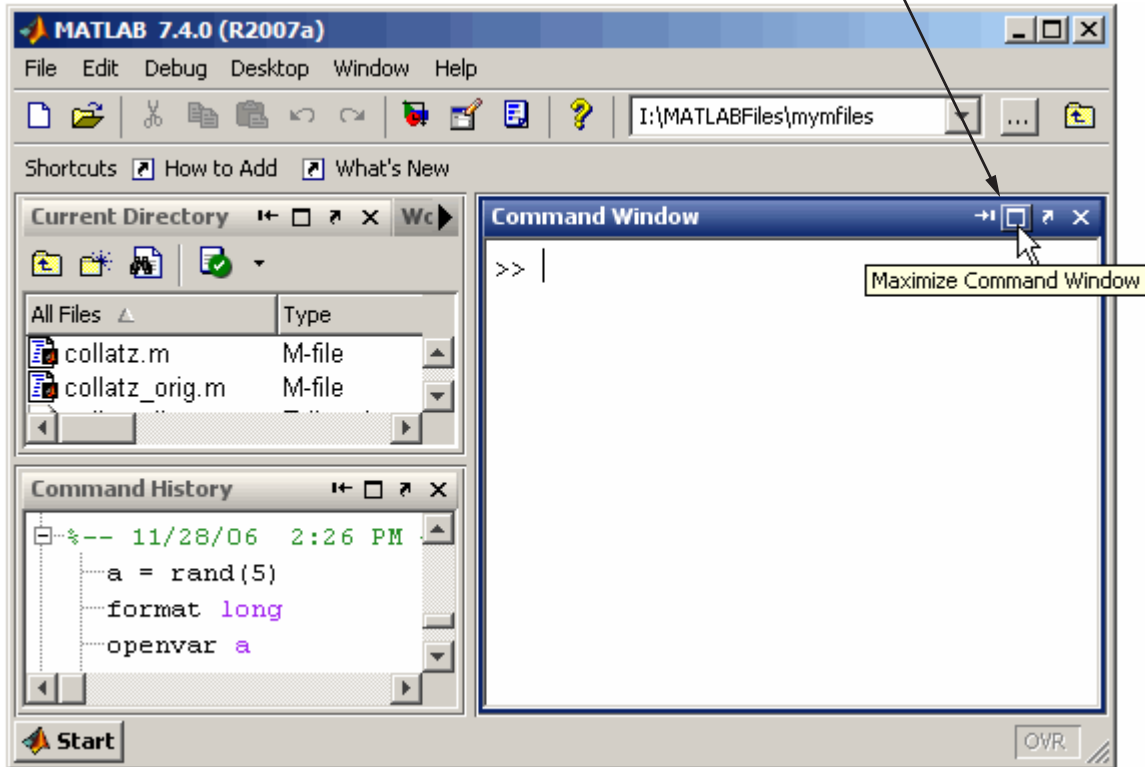 MATLAB 7.4.0 (R2007a)
File Edit Debug Desktop Window Help
I:\MATLABFiles\mymfiles ...
Shortcuts How to Add What's New
Current Directory
All Files Type
collatz.m M-file
collatz_orig.m M-file
Command History
%-- 11/28/06 2:26 PM
a = rand(5)
format long
openvar a
Command Window
>>
Maximize Command Window
Start
OVR